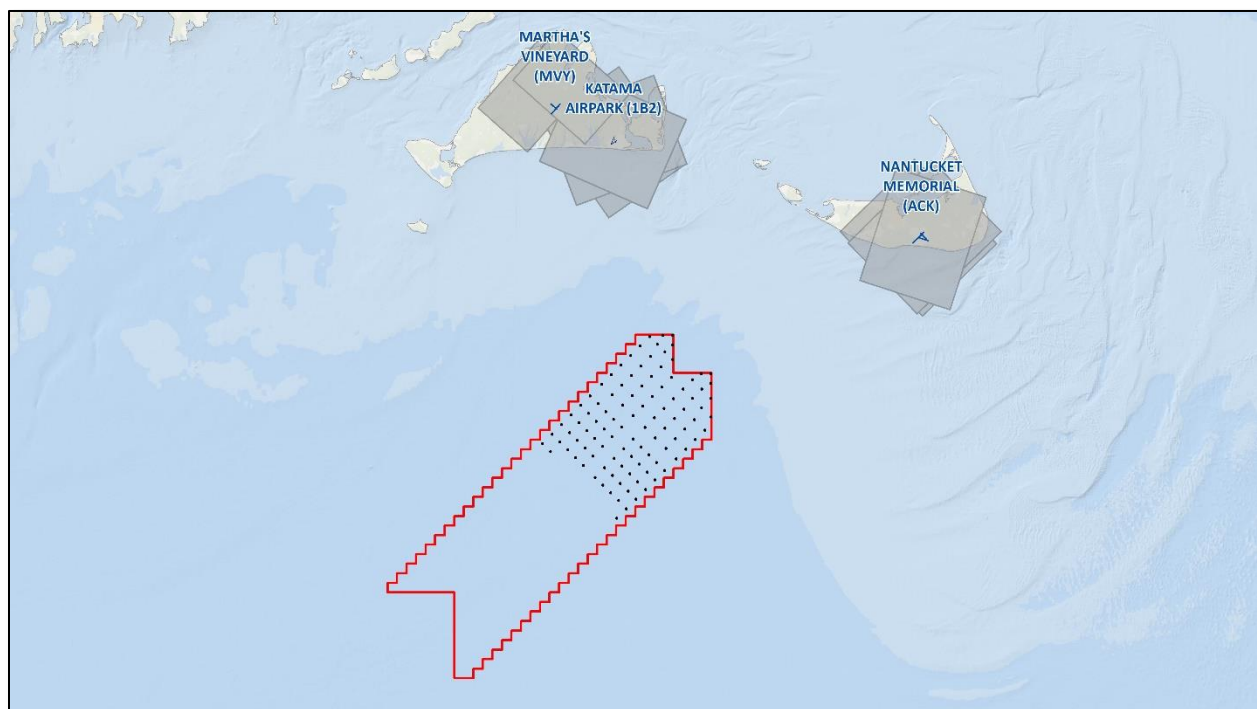 MARTHA'S
VINEYARD
(MVY)
KATAMA
AIRPARK (1B2)
NANTUCKET
MEMORIAL
(ACK)